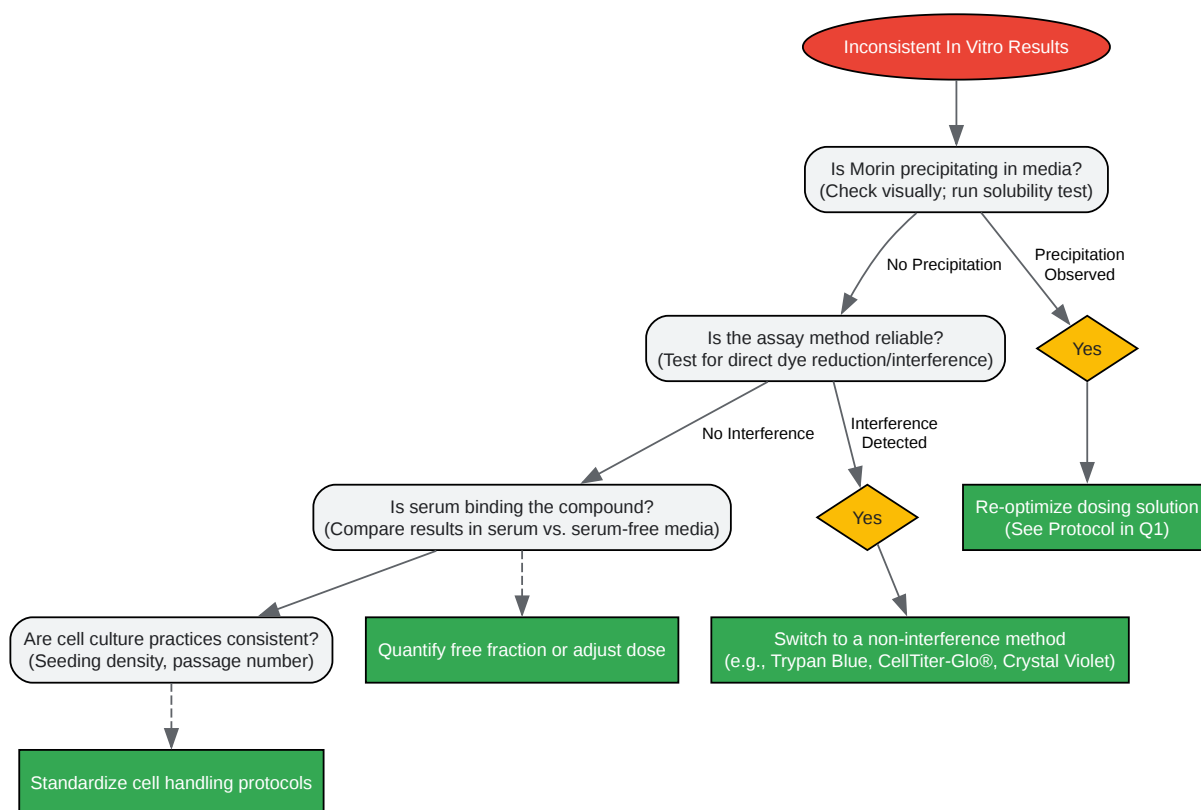 Inconsistent In Vitro Results
Is Morin precipitating in media?
(Check visually; run solubility test)
No Precipitation
Precipitation
Observed
Is the assay method reliable?
(Test for direct dye reduction/interference)
Yes
No Interference
Interference
Detected
Is serum binding the compound?
(Compare results in serum vs. serum-free media)
Yes
Re-optimize dosing solution
(See Protocol in Q1)
Are cell culture practices consistent?
(Seeding density, passage number)
Quantify free fraction or adjust dose
Switch to a non-interference method
(e.g., Trypan Blue, CellTiter-Glo®, Crystal Violet)
Standardize cell handling protocols